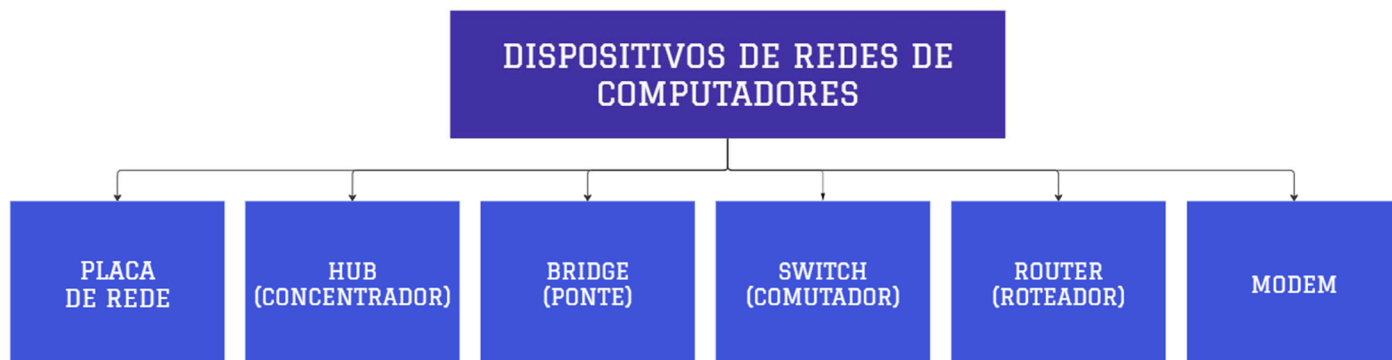 DISPOSITIVOS DE REDES DE
COMPUTADORES
PLACA
DE REDE
HUB
(CONCENTRADOR)
BRIDGE
(PONTE)
SWITCH
(COMUTADOR)
ROUTER
(ROTEADOR)
MODEM